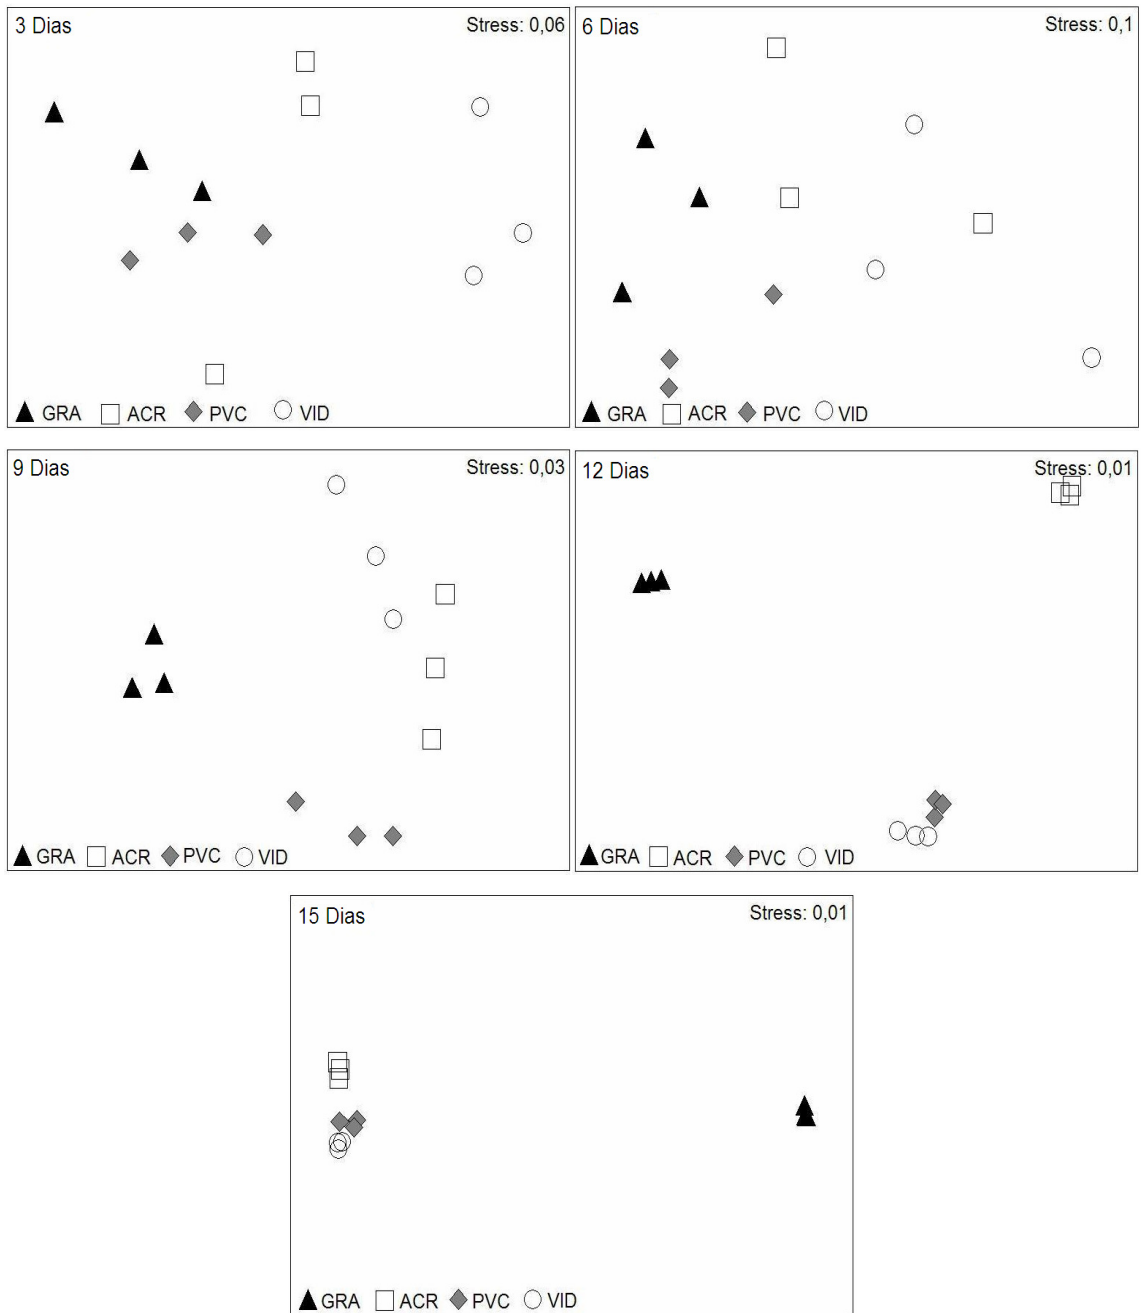 3 Dias Stress: 0,06
GRA ACR PVC VID
6 Dias Stress: 0,1
GRA ACR PVC VID
9 Dias Stress: 0,03
GRA ACR PVC VID
12 Dias Stress: 0,01
GRA ACR PVC VID
15 Dias Stress: 0,01
GRA ACR PVC VID